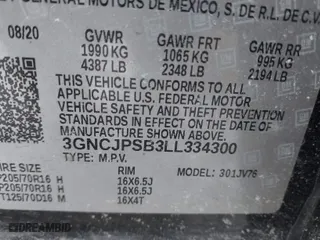 GENERAL MOTORS DE MEXICO, S. DE R.L. DE C.V.
08/20 GVWR GAWR FRT GAWR RR
1990 KG 1065 KG 995 KG
4387 LB 2348 LB 2194 LB
THIS VEHICLE CONFORMS TO ALL
APPLICABLE U.S. FEDERAL MOTOR
VEHICLE SAFETY AND THEFT
PREVENTION STANDARDS IN
EFFECT ON THE DATE OF
MANUFACTURE SHOWN ABOVE.
3GNCJPSB3LL334300
TYPE: M.P.V.
TIRE SIZE RIM MODEL: 301JV76
P205/70R16 H 16X6.5J
P205/70R16 H 16X6.5J
T125/70D16 M 16X4T
DREAMBID